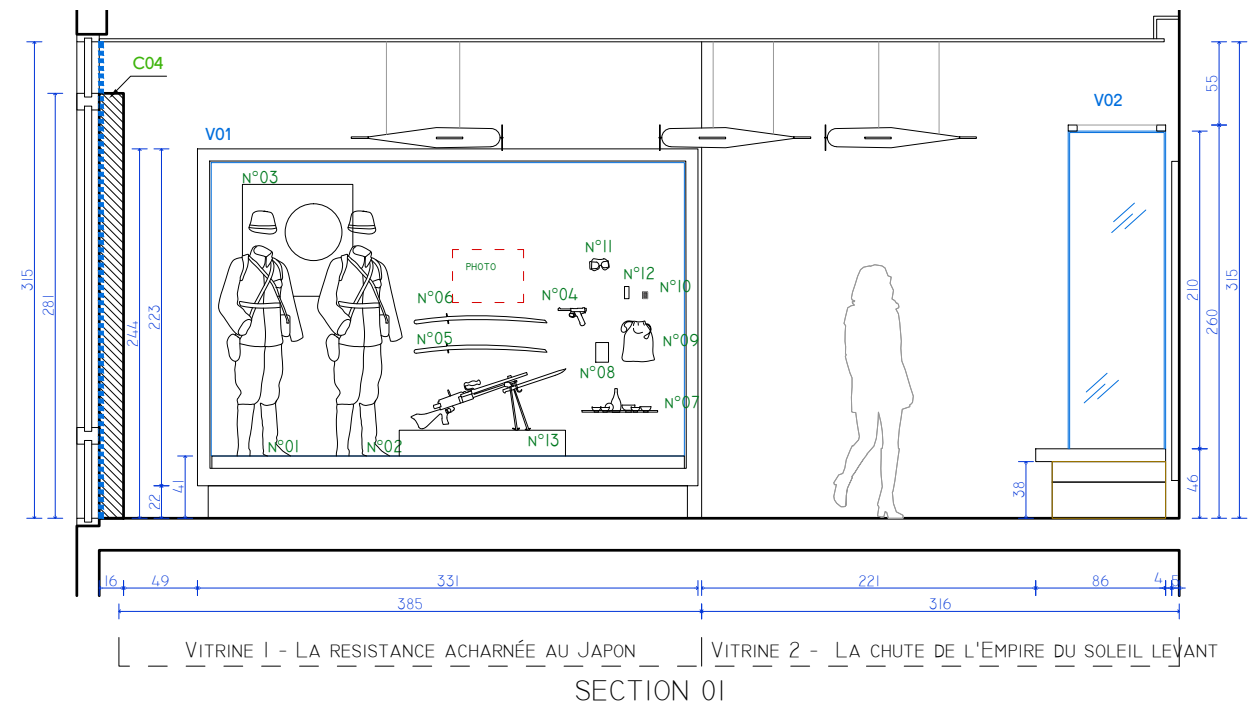 C04
V01
V02
N°03
N°11
PHOTO
N°12
N°06
N°04
N°10
N°05
N°09
N°08
N°07
N°01
N°02
N°13
315
281
244
223
22
41
38
55
210
260
315
46
16
49
331
221
86
4
385
316
VITRINE 1 - LA RESISTANCE ACHARNÉE AU JAPON
VITRINE 2 - LA CHUTE DE L'EMPIRE DU SOLEIL LEVANT
SECTION 01